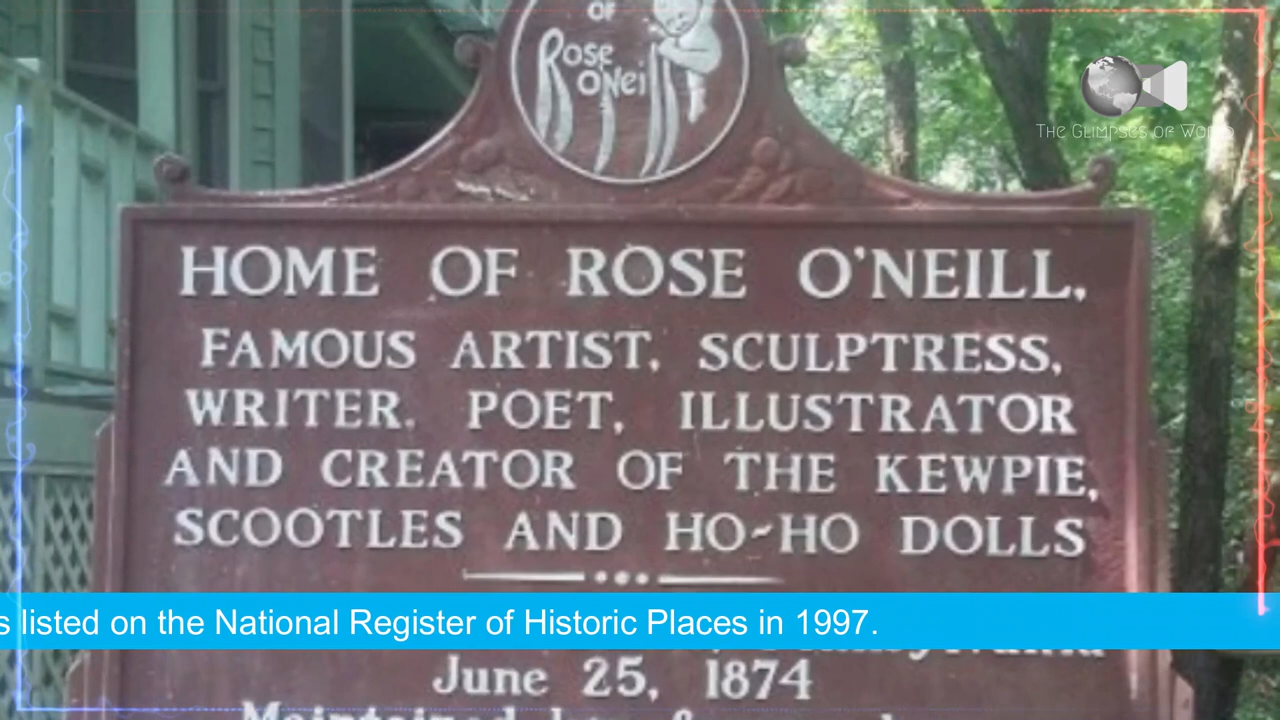 OF
Rose
O'Neill
THE GLIMPSES OF WORLD
HOME OF ROSE O'NEILL,
FAMOUS ARTIST, SCULPTRESS,
WRITER, POET, ILLUSTRATOR
AND CREATOR OF THE KEWPIE,
SCOOTLES AND HO-HO DOLLS
s listed on the National Register of Historic Places in 1997.
June 25, 1874
Maintained by